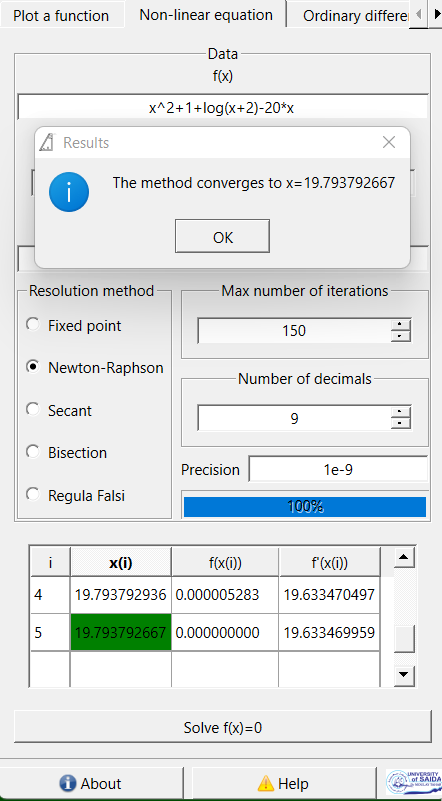 Plot a function
Non-linear equation
Ordinary differe
Data
f(x)
x^2+1+log(x+2)-20*x
Results
The method converges to x=19.793792667
OK
Resolution method
Fixed point
Newton-Raphson
Secant
Bisection
Regula Falsi
Max number of iterations
150
Number of decimals
9
Precision
1e-9
100%
i x(i) f(x(i)) f'(x(i))
4 19.793792936 0.000005283 19.633470497
5 19.793792667 0.000000000 19.633469959
Solve f(x)=0
About
Help
UNIVERSITY
of SAIDA